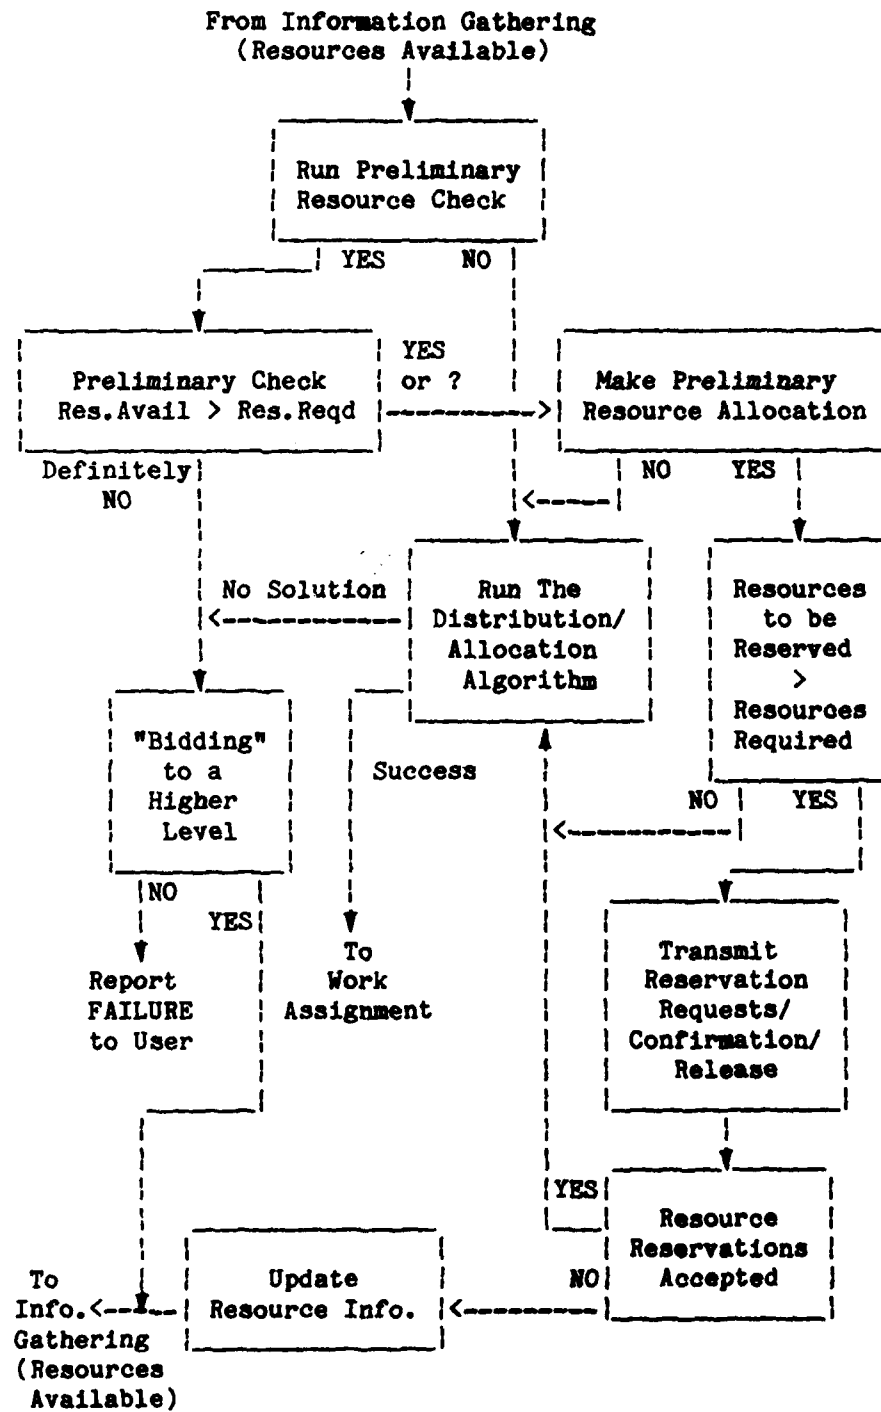 From Information Gathering
(Resources Available)
Run Preliminary
Resource Check
YES NO
Preliminary Check
Res.Avail > Res.Reqd
YES
or ?
Make Preliminary
Resource Allocation
Definitely
NO
NO YES
No Solution
Run The
Distribution/
Allocation
Algorithm
Resources
to be
Reserved
>
Resources
Required
"Bidding"
to a
Higher
Level
Success
NO YES
NO
YES
Report
FAILURE
to User
To
Work
Assignment
Transmit
Reservation
Requests/
Confirmation/
Release
YES
Resource
Reservations
Accepted
NO
Update
Resource Info.
To
Info.
Gathering
(Resources
Available)